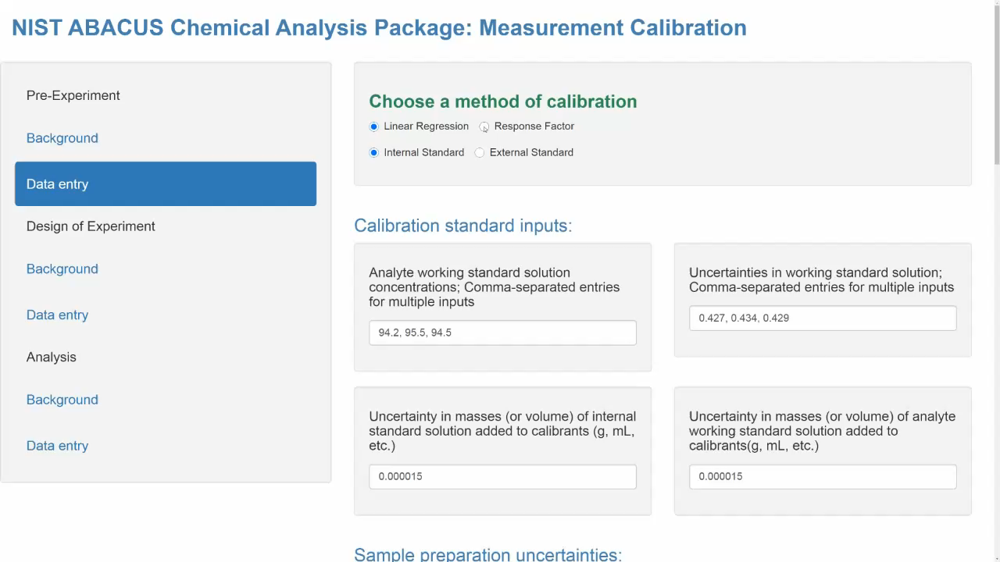 NIST ABACUS Chemical Analysis Package: Measurement Calibration
Pre-Experiment
Background
Data entry
Design of Experiment
Background
Data entry
Analysis
Background
Data entry
Choose a method of calibration
Linear Regression Response Factor
Internal Standard External Standard
Calibration standard inputs:
Analyte working standard solution
concentrations; Comma-separated entries
for multiple inputs
94.2, 95.5, 94.5
Uncertainties in working standard solution;
Comma-separated entries for multiple inputs
0.427, 0.434, 0.429
Uncertainty in masses (or volume) of internal
standard solution added to calibrants (g, mL,
etc.)
0.000015
Uncertainty in masses (or volume) of analyte
working standard solution added to
calibrants(g, mL, etc.)
0.000015
Sample preparation uncertainties: